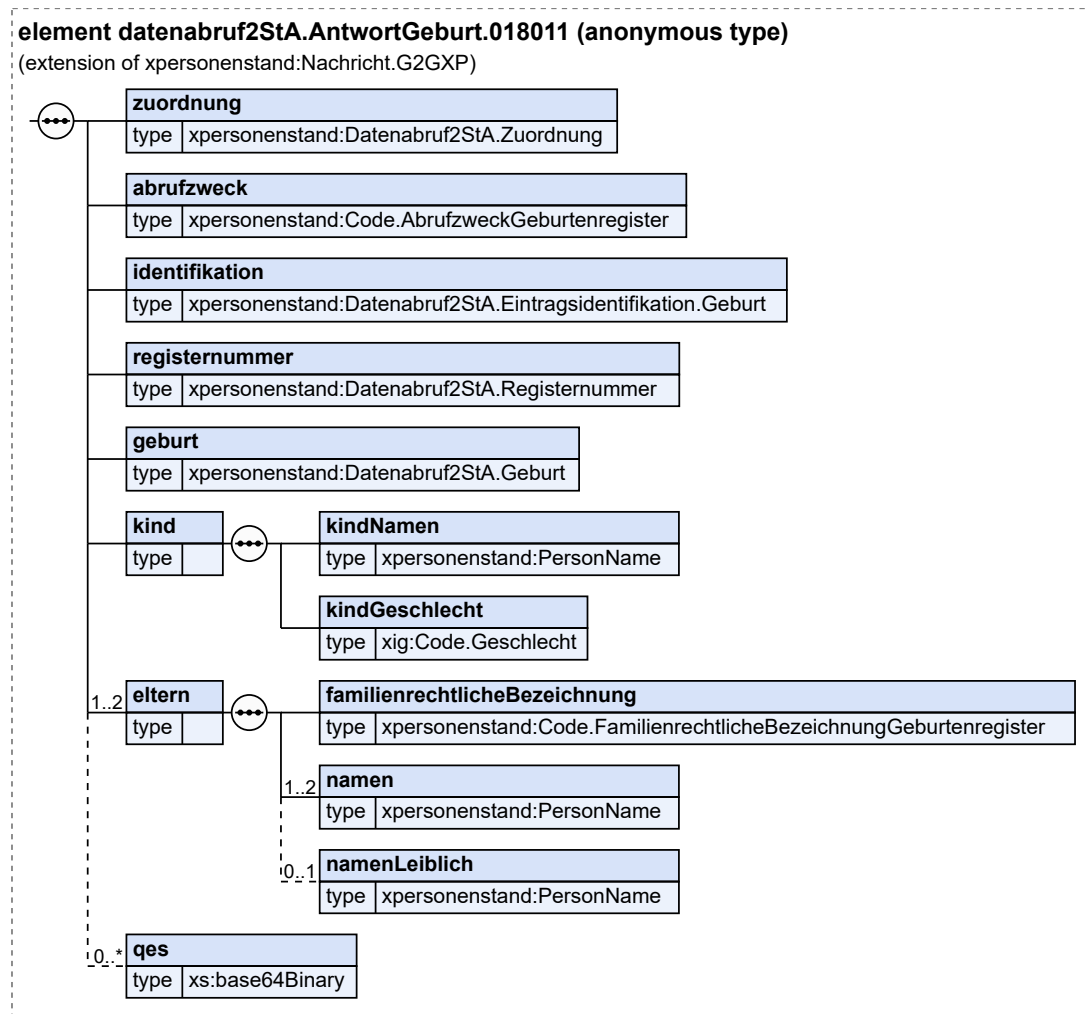 element datenabruf2StA.AntwortGeburt.018011 (anonymous type)
(extension of xpersonenstand:Nachricht.G2GXP)
zuordnung
type xpersonenstand:Datenabruf2StA.Zuordnung
abrufzweck
type xpersonenstand:Code.AbrufzweckGeburtenregister
identifikation
type xpersonenstand:Datenabruf2StA.Eintragsidentifikation.Geburt
registernummer
type xpersonenstand:Datenabruf2StA.Registernummer
geburt
type xpersonenstand:Datenabruf2StA.Geburt
kind
type
kindNamen
type xpersonenstand:PersonName
kindGeschlecht
type xig:Code.Geschlecht
1..2
eltern
type
familienrechtlicheBezeichnung
type xpersonenstand:Code.FamilienrechtlicheBezeichnungGeburtenregister
1..2
namen
type xpersonenstand:PersonName
0..1
namenLeiblich
type xpersonenstand:PersonName
0..*
qes
type xs:base64Binary